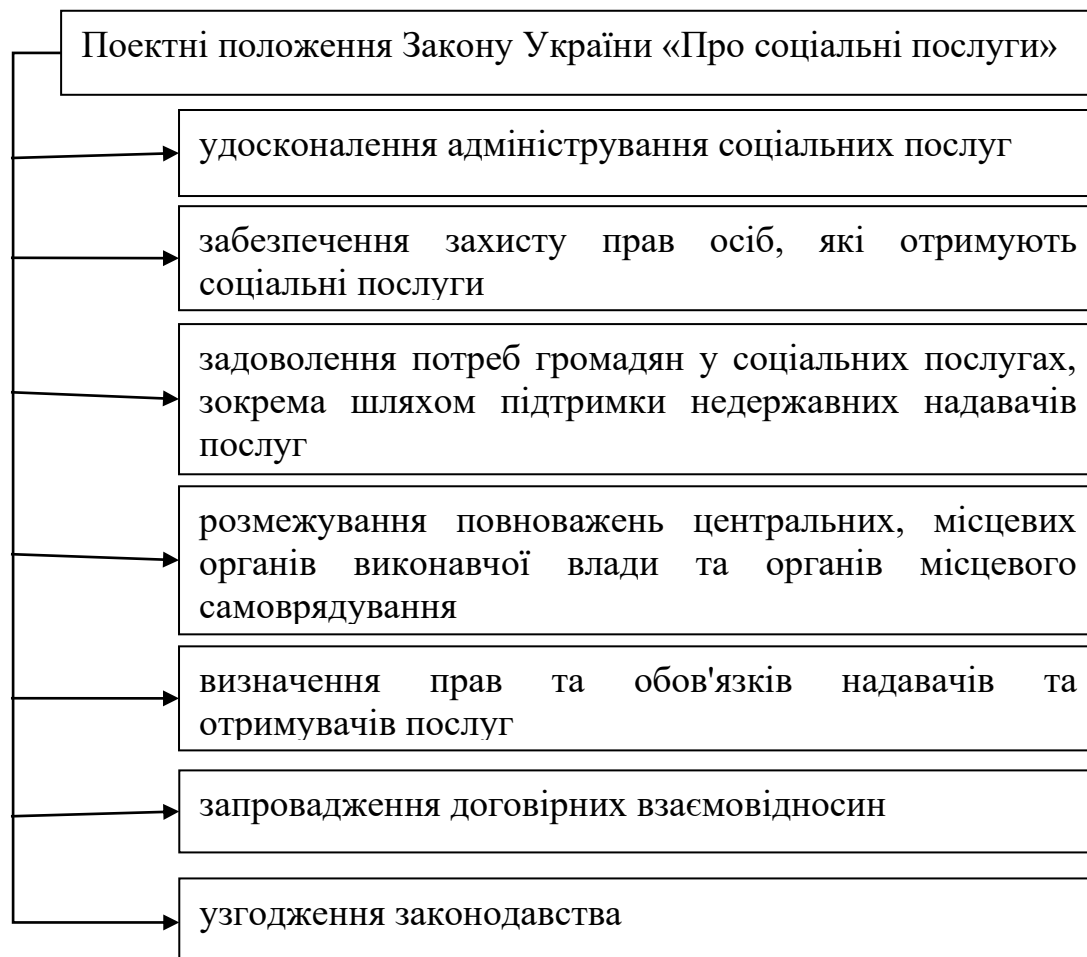 Поектні положення Закону України «Про соціальні послуги»
удосконалення адміністрування соціальних послуг
забезпечення захисту прав осіб, які отримують
соціальні послуги
задоволення потреб громадян у соціальних послугах,
зокрема шляхом підтримки недержавних надавачів
послуг
розмежування повноважень центральних, місцевих
органів виконавчої влади та органів місцевого
самоврядування
визначення прав та обов'язків надавачів та
отримувачів послуг
запровадження договірних взаємовідносин
узгодження законодавства